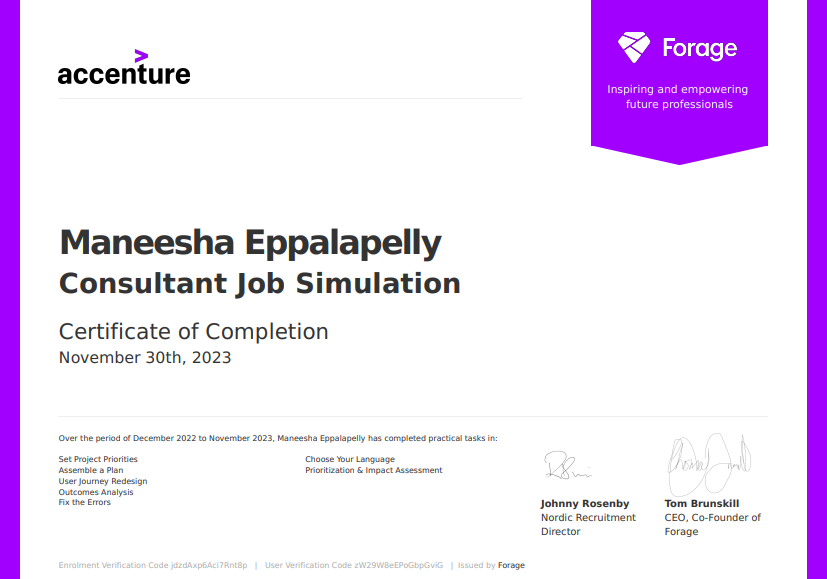 accenture
Forage
Inspiring and empowering
future professionals
Maneesha Eppalapelly
Consultant Job Simulation
Certificate of Completion
November 30th, 2023
Over the period of December 2022 to November 2023, Maneesha Eppalapelly has completed practical tasks in:
Set Project Priorities
Assemble a Plan
User Journey Redesign
Outcomes Analysis
Fix the Errors
Choose Your Language
Prioritization & Impact Assessment
Johnny Rosenby
Nordic Recruitment
Director
Tom Brunskill
CEO, Co-Founder of
Forage
Enrolment Verification Code jdzdAxp6Aci7Rnt8p | User Verification Code zW29W8eEPoGbpGviG | Issued by Forage